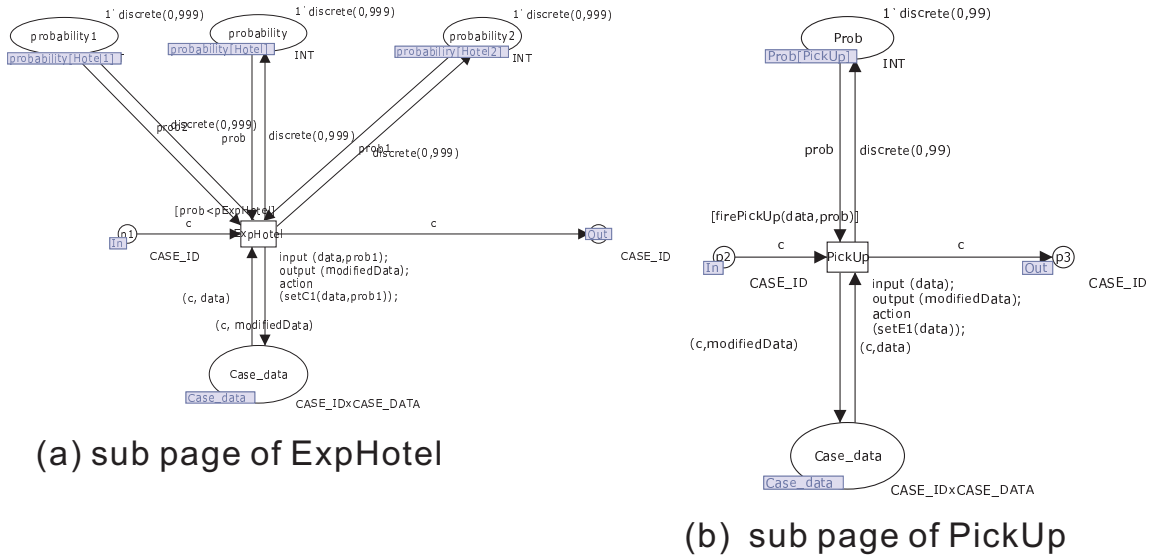 1`discrete(0,999)
probability1
probability[Hotel1]
1`discrete(0,999)
probability
probability[Hotel]
INT
1`discrete(0,999)
probability2
probability[Hotel2]
INT
prob2
discrete(0,999)
prob
discrete(0,999)
prob1
discrete(0,999)
[prob<pExpHotel]
c
p1
In
CASE_ID
ExpHotel
c
Out
CASE_ID
input (data,prob1);
output (modifiedData);
action
(setC1(data,prob1));
(c, data)
(c, modifiedData)
Case_data
Case_data
CASE_IDxCASE_DATA
(a) sub page of ExpHotel
1`discrete(0,99)
Prob
Prob[PickUp]
INT
prob
discrete(0,99)
[firePickUp(data,prob)]
c
p2
In
CASE_ID
PickUp
c
p3
Out
CASE_ID
input (data);
output (modifiedData);
action
(setE1(data));
(c,modifiedData)
(c,data)
Case_data
Case_data
CASE_IDxCASE_DATA
(b) sub page of PickUp